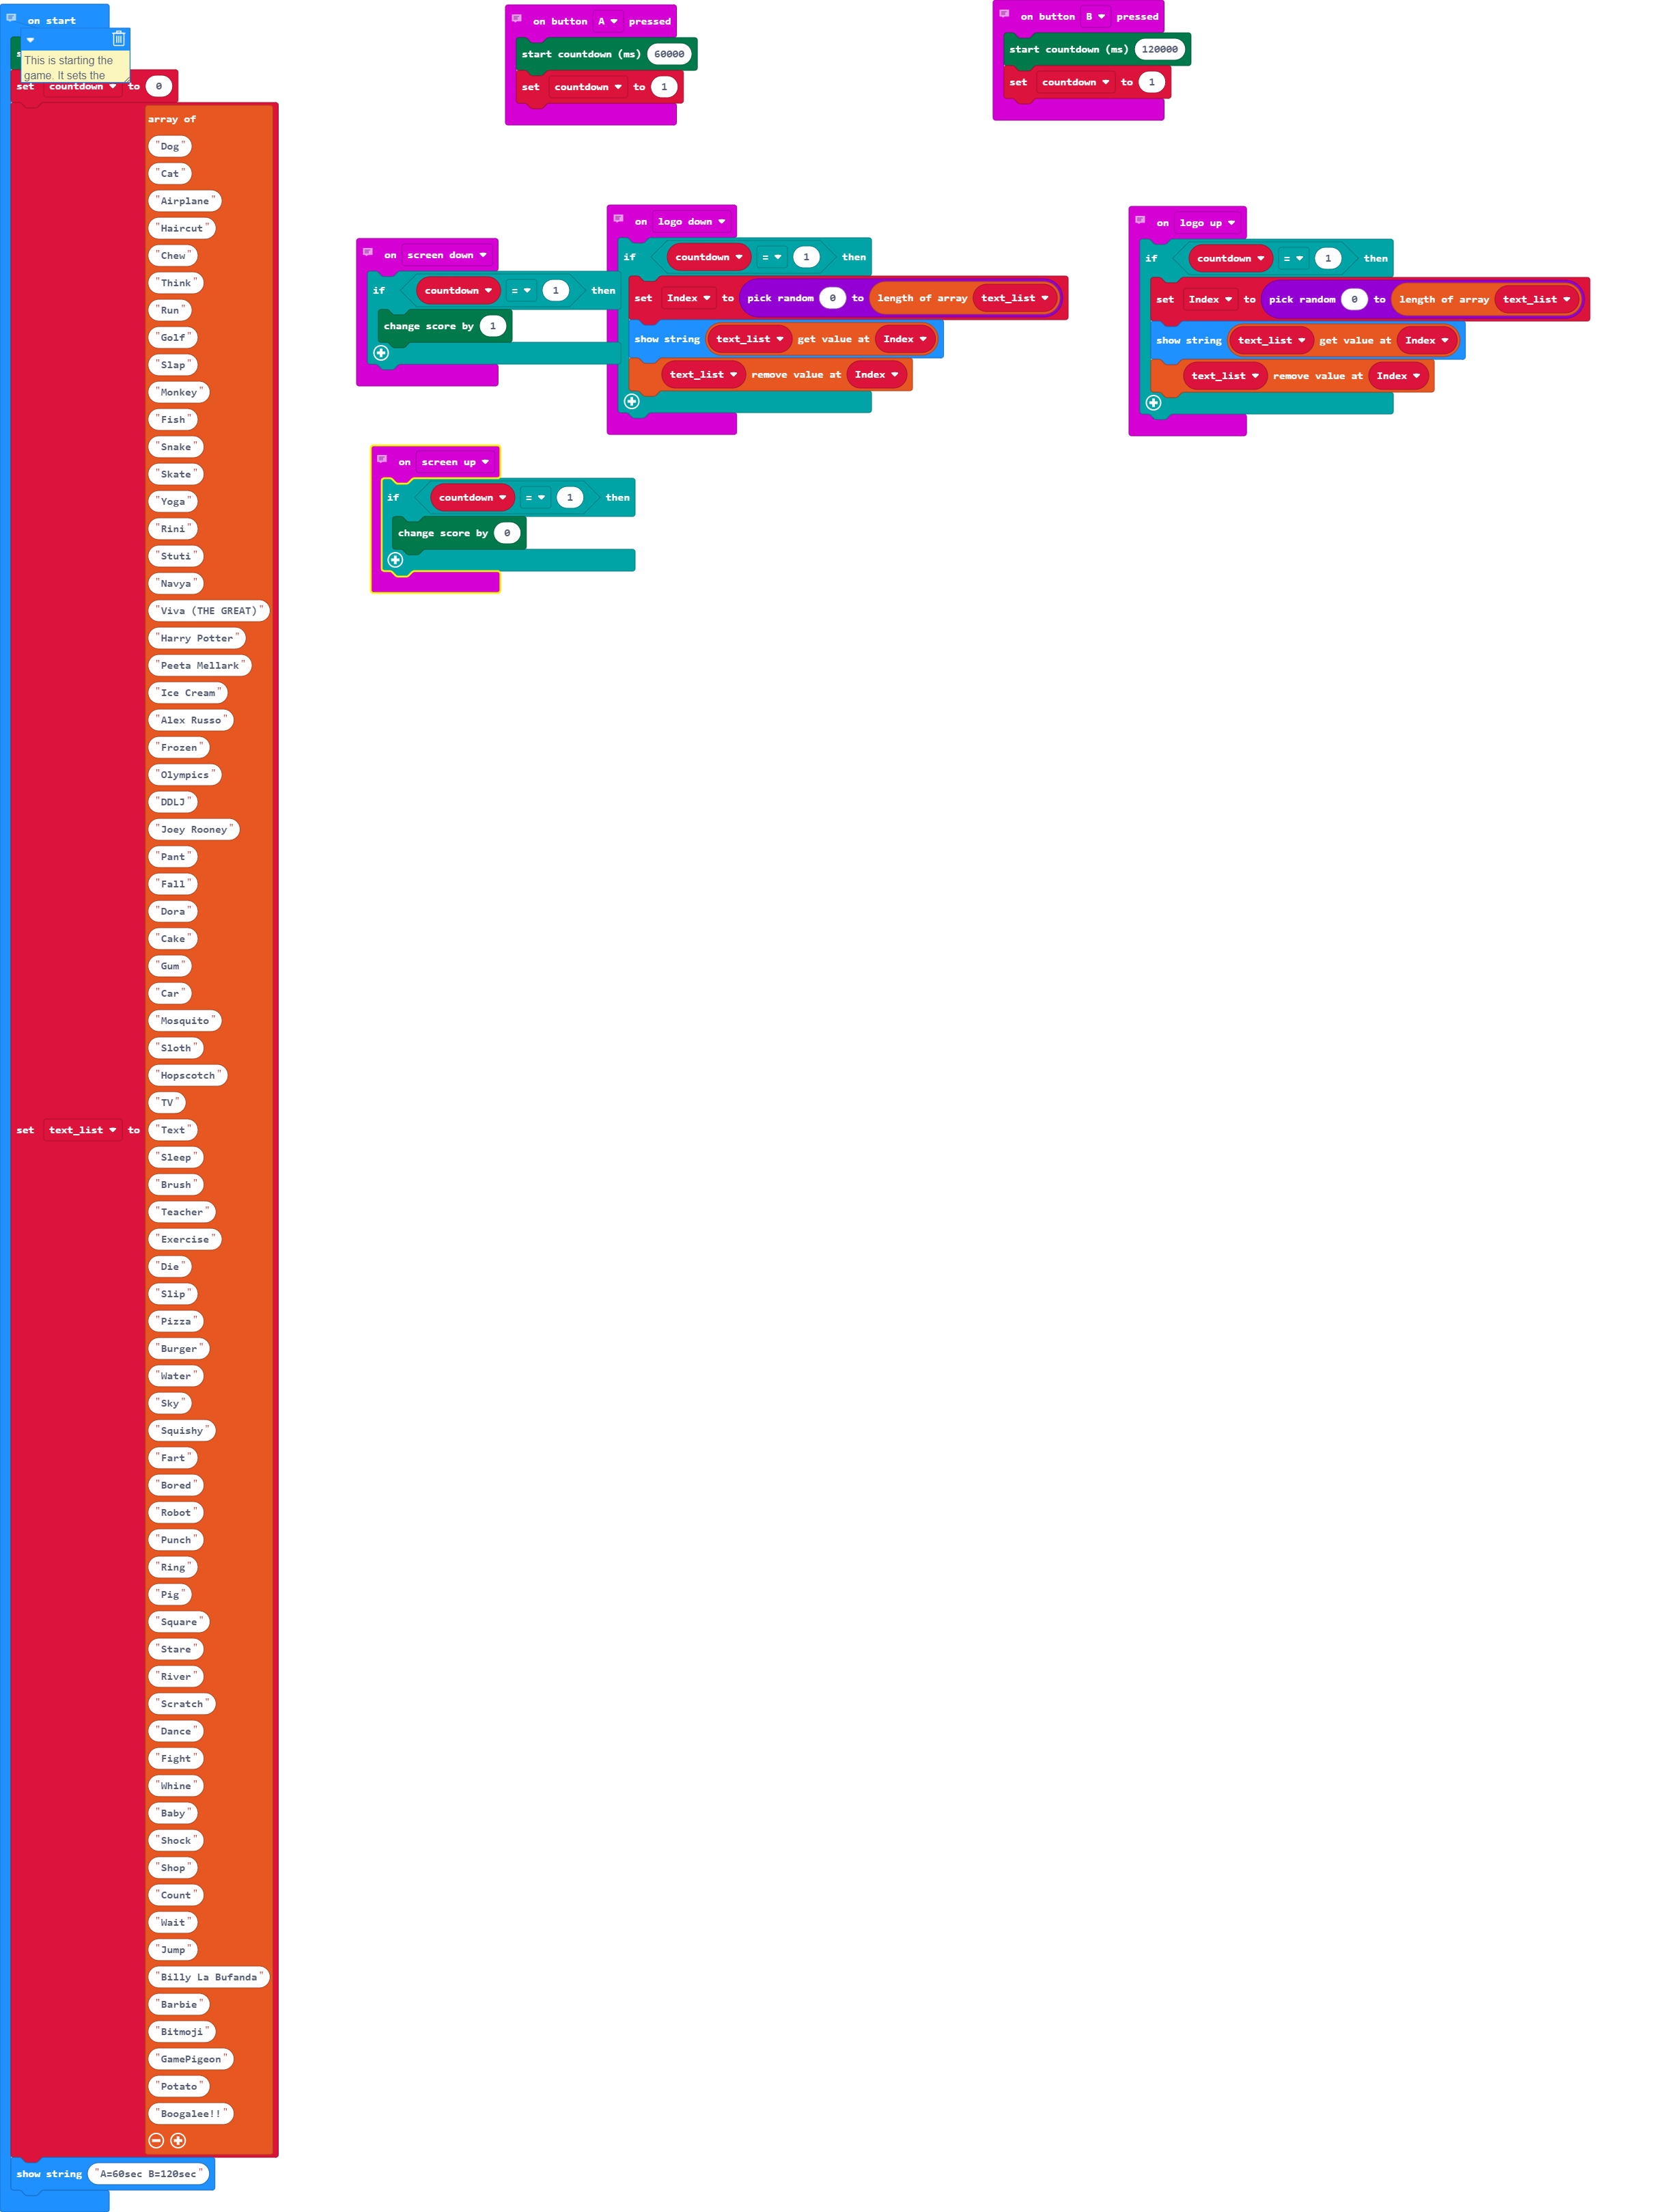 on start
This is starting the
game. It sets the
set countdown to 0
array of
"Dog"
"Cat"
"Airplane"
"Haircut"
"Chew"
"Think"
"Run"
"Golf"
"Slap"
"Monkey"
"Fish"
"Snake"
"Skate"
"Yoga"
"Rini"
"Stuti"
"Navya"
"Viva (THE GREAT)"
"Harry Potter"
"Peeta Mellark"
"Ice Cream"
"Alex Russo"
"Frozen"
"Olympics"
"DDLJ"
"Joey Rooney"
"Pant"
"Fall"
"Dora"
"Cake"
"Gum"
"Car"
"Mosquito"
"Sloth"
"Hopscotch"
"TV"
set text_list to "Text"
"Sleep"
"Brush"
"Teacher"
"Exercise"
"Die"
"Slip"
"Pizza"
"Burger"
"Water"
"Sky"
"Squishy"
"Fart"
"Bored"
"Robot"
"Punch"
"Ring"
"Pig"
"Square"
"Stare"
"River"
"Scratch"
"Dance"
"Fight"
"Whine"
"Baby"
"Shock"
"Shop"
"Count"
"Wait"
"Jump"
"Billy La Bufanda"
"Barbie"
"Bitmoji"
"GamePigeon"
"Potato"
"Boogalee!!"
show string "A=60sec B=120sec"
on button A pressed
start countdown (ms) 60000
set countdown to 1
on button B pressed
start countdown (ms) 120000
set countdown to 1
on screen down
if countdown = 1 then
change score by 1
on logo down
if countdown = 1 then
set Index to pick random 0 to length of array text_list
show string text_list get value at Index
text_list remove value at Index
on logo up
if countdown = 1 then
set Index to pick random 0 to length of array text_list
show string text_list get value at Index
text_list remove value at Index
on screen up
if countdown = 1 then
change score by 0